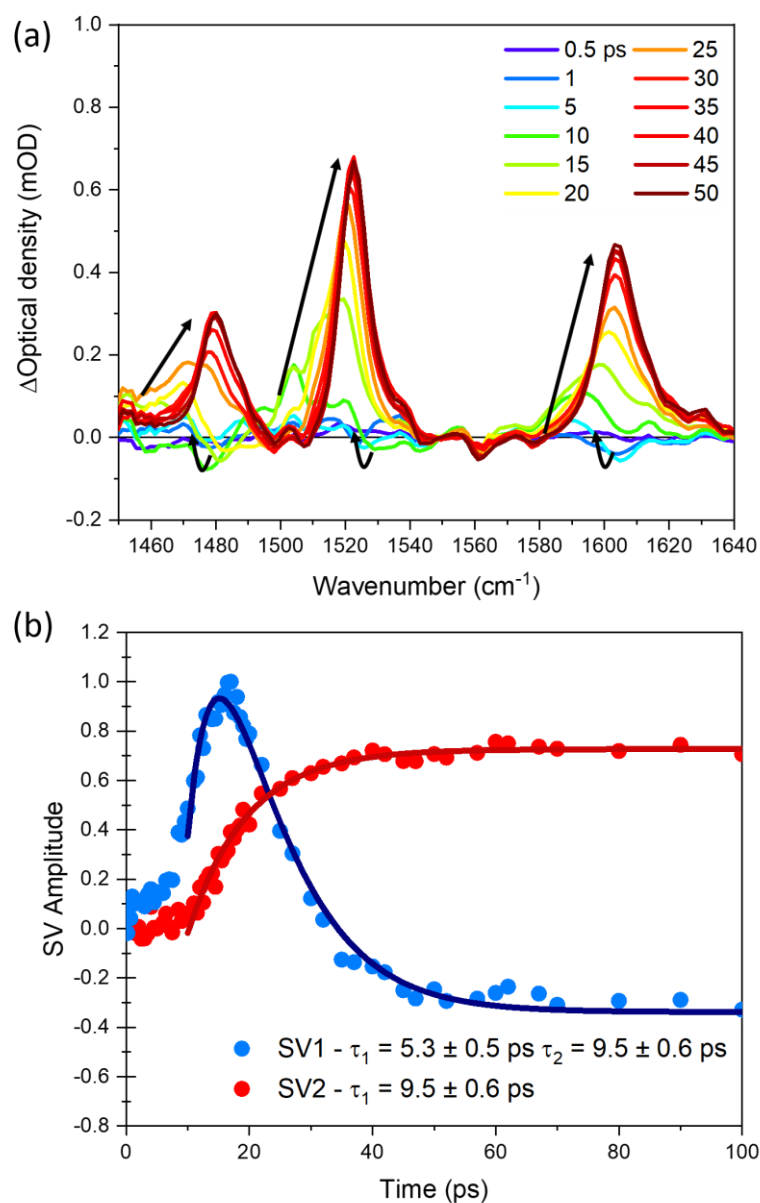 (a)
1.0
0.8
0.6
0.4
0.2
0.0
-0.2
ΔOptical density (mOD)
0.5 ps 25
1 30
5 35
10 40
15 45
20 50
1460 1480 1500 1520 1540 1560 1580 1600 1620 1640
Wavenumber (cm⁻¹)
(b)
1.2
1.0
0.8
0.6
0.4
0.2
0.0
-0.2
-0.4
-0.6
-0.8
SV Amplitude
SV1 - τ₁ = 5.3 ± 0.5 ps τ₂ = 9.5 ± 0.6 ps
SV2 - τ₁ = 9.5 ± 0.6 ps
0 20 40 60 80 100
Time (ps)